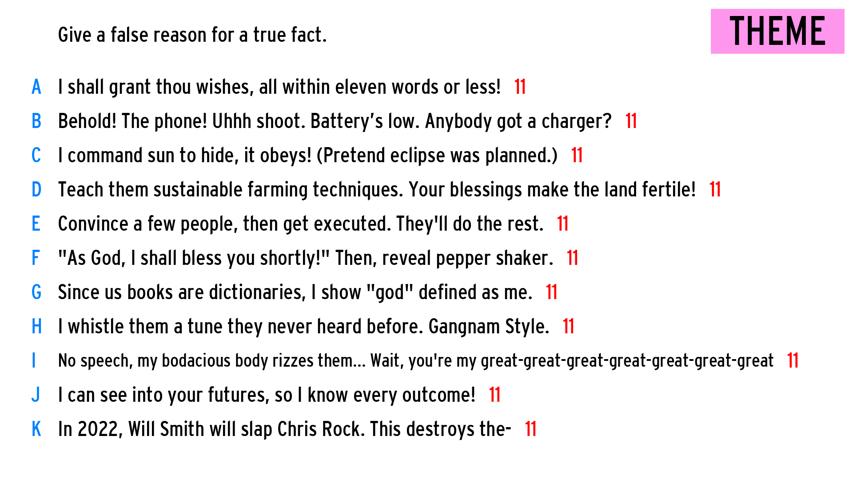 Give a false reason for a true fact.
THEME
A I shall grant thou wishes, all within eleven words or less! 11
B Behold! The phone! Uhhh shoot. Battery's low. Anybody got a charger? 11
C I command sun to hide, it obeys! (Pretend eclipse was planned.) 11
D Teach them sustainable farming techniques. Your blessings make the land fertile! 11
E Convince a few people, then get executed. They'll do the rest. 11
F "As God, I shall bless you shortly!" Then, reveal pepper shaker. 11
G Since us books are dictionaries, I show "god" defined as me. 11
H I whistle them a tune they never heard before. Gangnam Style. 11
I No speech, my bodacious body rizzes them... Wait, you're my great-great-great-great-great-great-great 11
J I can see into your futures, so I know every outcome! 11
K In 2022, Will Smith will slap Chris Rock. This destroys the- 11